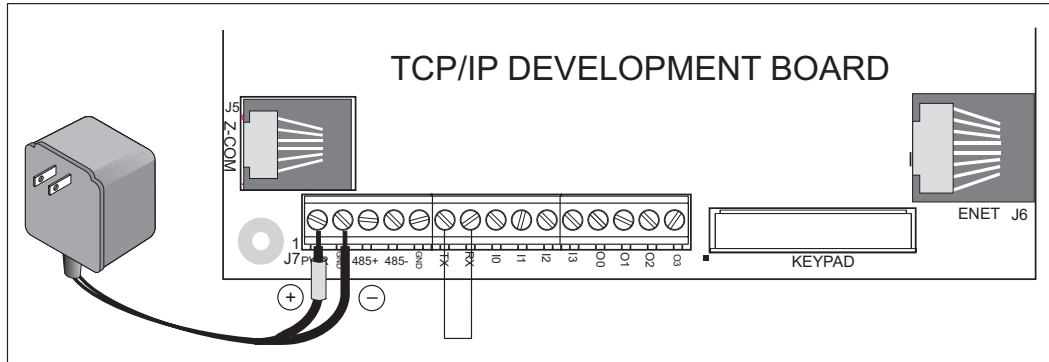 TCP/IP DEVELOPMENT BOARD
J5
Z-COM
ENET J6
1
J7 PWR GND 485+ 485- GND TX RX I0 I1 I2 I3 O0 O1 O2 O3
KEYPAD
+ −